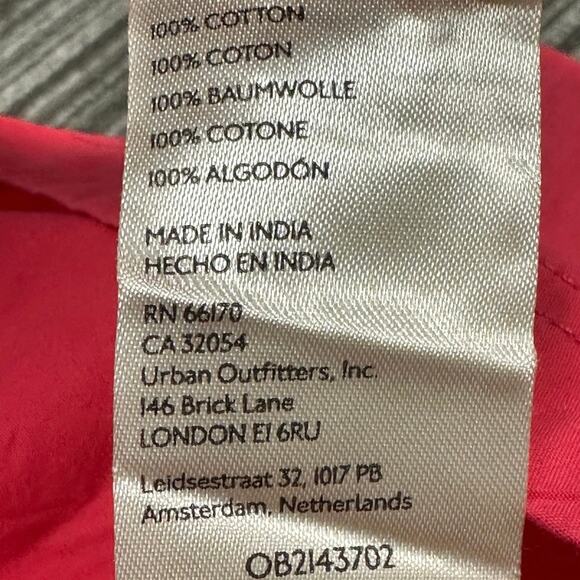 100% COTTON
100% COTON
100% BAUMWOLLE
100% COTONE
100% ALGODÓN
MADE IN INDIA
HECHO EN INDIA
RN 66170
CA 32054
Urban Outfitters, Inc.
146 Brick Lane
LONDON E1 6RU
Leidsestraat 32, 1017 PB
Amsterdam, Netherlands
OB2143702